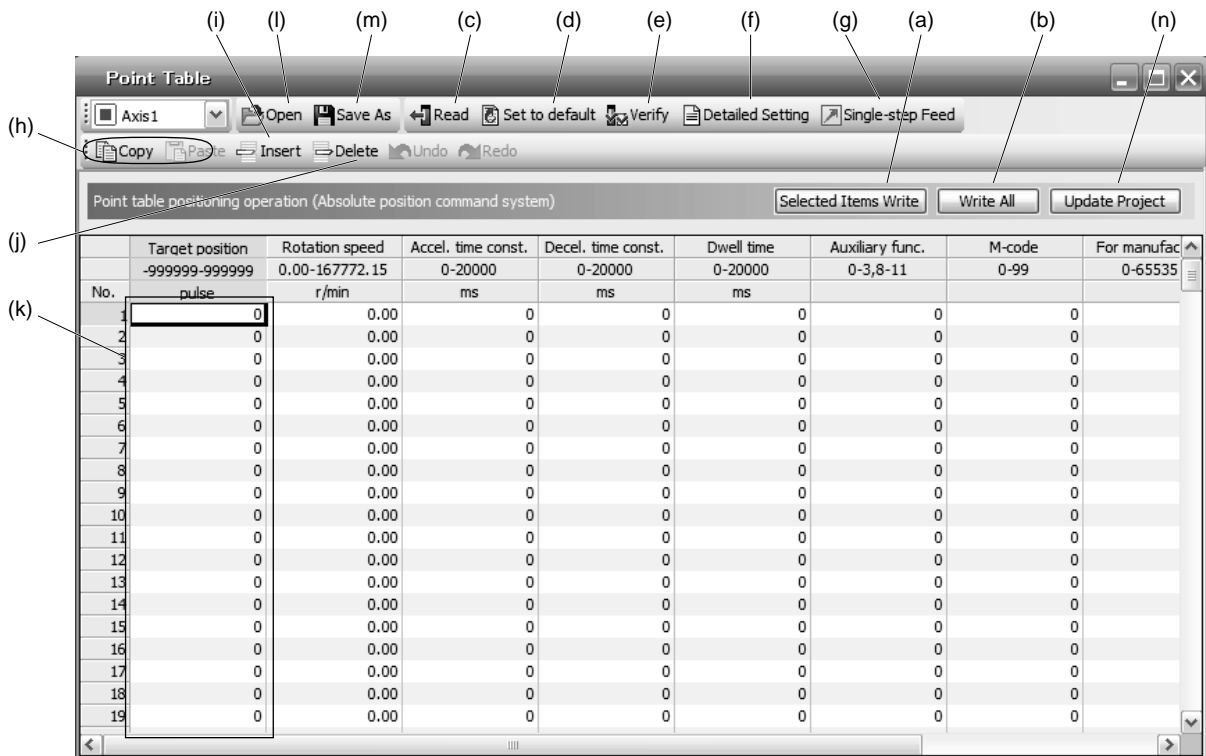 (i) (l) (m) (c) (d) (e) (f) (g) (a) (b) (n)
Point Table
Axis1 Open Save As Read Set to default Verify Detailed Setting Single-step Feed
(h)
Copy Paste Insert Delete Undo Redo
Point table positioning operation (Absolute position command system) Selected Items Write Write All Update Project
(j)
Target position Rotation speed Accel. time const. Decel. time const. Dwell time Auxiliary func. M-code For manufac
-999999-999999 0.00-167772.15 0-20000 0-20000 0-20000 0-3,8-11 0-99 0-65535
No. pulse r/min ms ms ms
(k)
1 0 0.00 0 0 0 0 0
2 0 0.00 0 0 0 0 0
3 0 0.00 0 0 0 0 0
4 0 0.00 0 0 0 0 0
5 0 0.00 0 0 0 0 0
6 0 0.00 0 0 0 0 0
7 0 0.00 0 0 0 0 0
8 0 0.00 0 0 0 0 0
9 0 0.00 0 0 0 0 0
10 0 0.00 0 0 0 0 0
11 0 0.00 0 0 0 0 0
12 0 0.00 0 0 0 0 0
13 0 0.00 0 0 0 0 0
14 0 0.00 0 0 0 0 0
15 0 0.00 0 0 0 0 0
16 0 0.00 0 0 0 0 0
17 0 0.00 0 0 0 0 0
18 0 0.00 0 0 0 0 0
19 0 0.00 0 0 0 0 0